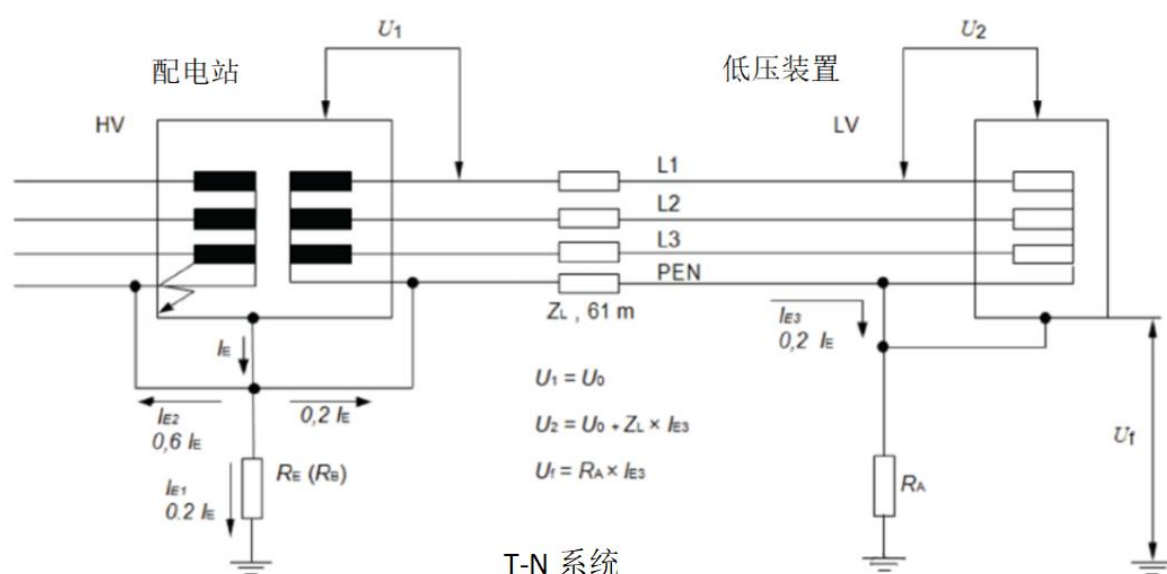 U1
U2
配电站
低压装置
HV
LV
L1
L2
L3
PEN
ZL , 61 m
IE
IE3
0,2 IE
U1 = U0
IE2
0,6 IE
0,2 IE
U2 = U0 + ZL × IE3
Uf
RE (RB)
Uf = RA × IE3
IE1
0.2 IE
RA
T-N 系统